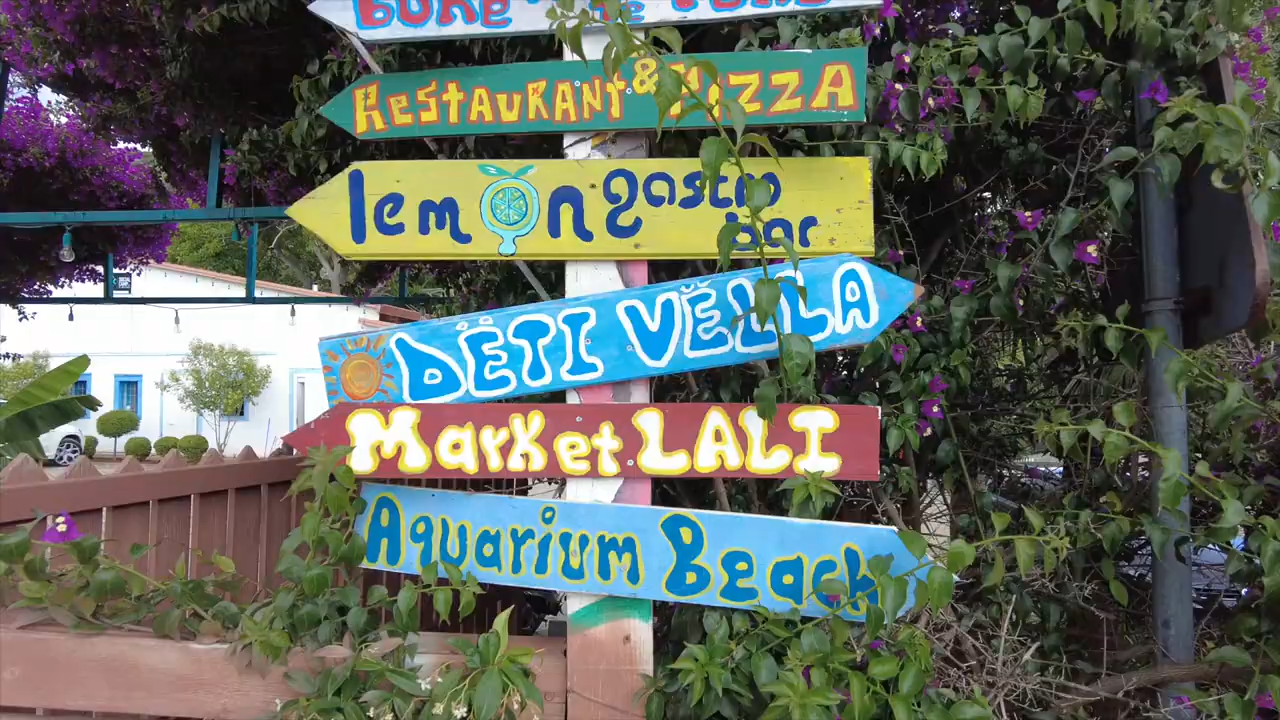 RESTAURANT & PIZZA
lemon gastro
bar
DËTI VËLLA
Market LALI
Aquarium Beach